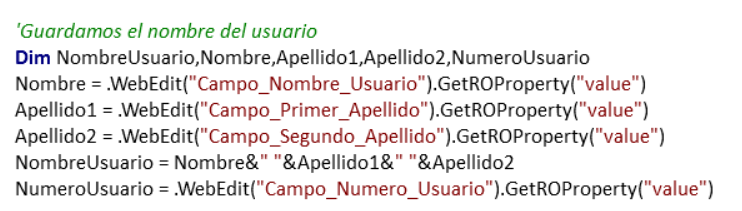 'Guardamos el nombre del usuario
Dim NombreUsuario,Nombre,Apellido1,Apellido2,NumeroUsuario
Nombre = .WebEdit("Campo_Nombre_Usuario").GetROProperty("value")
Apellido1 = .WebEdit("Campo_Primer_Apellido").GetROProperty("value")
Apellido2 = .WebEdit("Campo_Segundo_Apellido").GetROProperty("value")
NombreUsuario = Nombre&" "&Apellido1&" "&Apellido2
NumeroUsuario = .WebEdit("Campo_Numero_Usuario").GetROProperty("value")